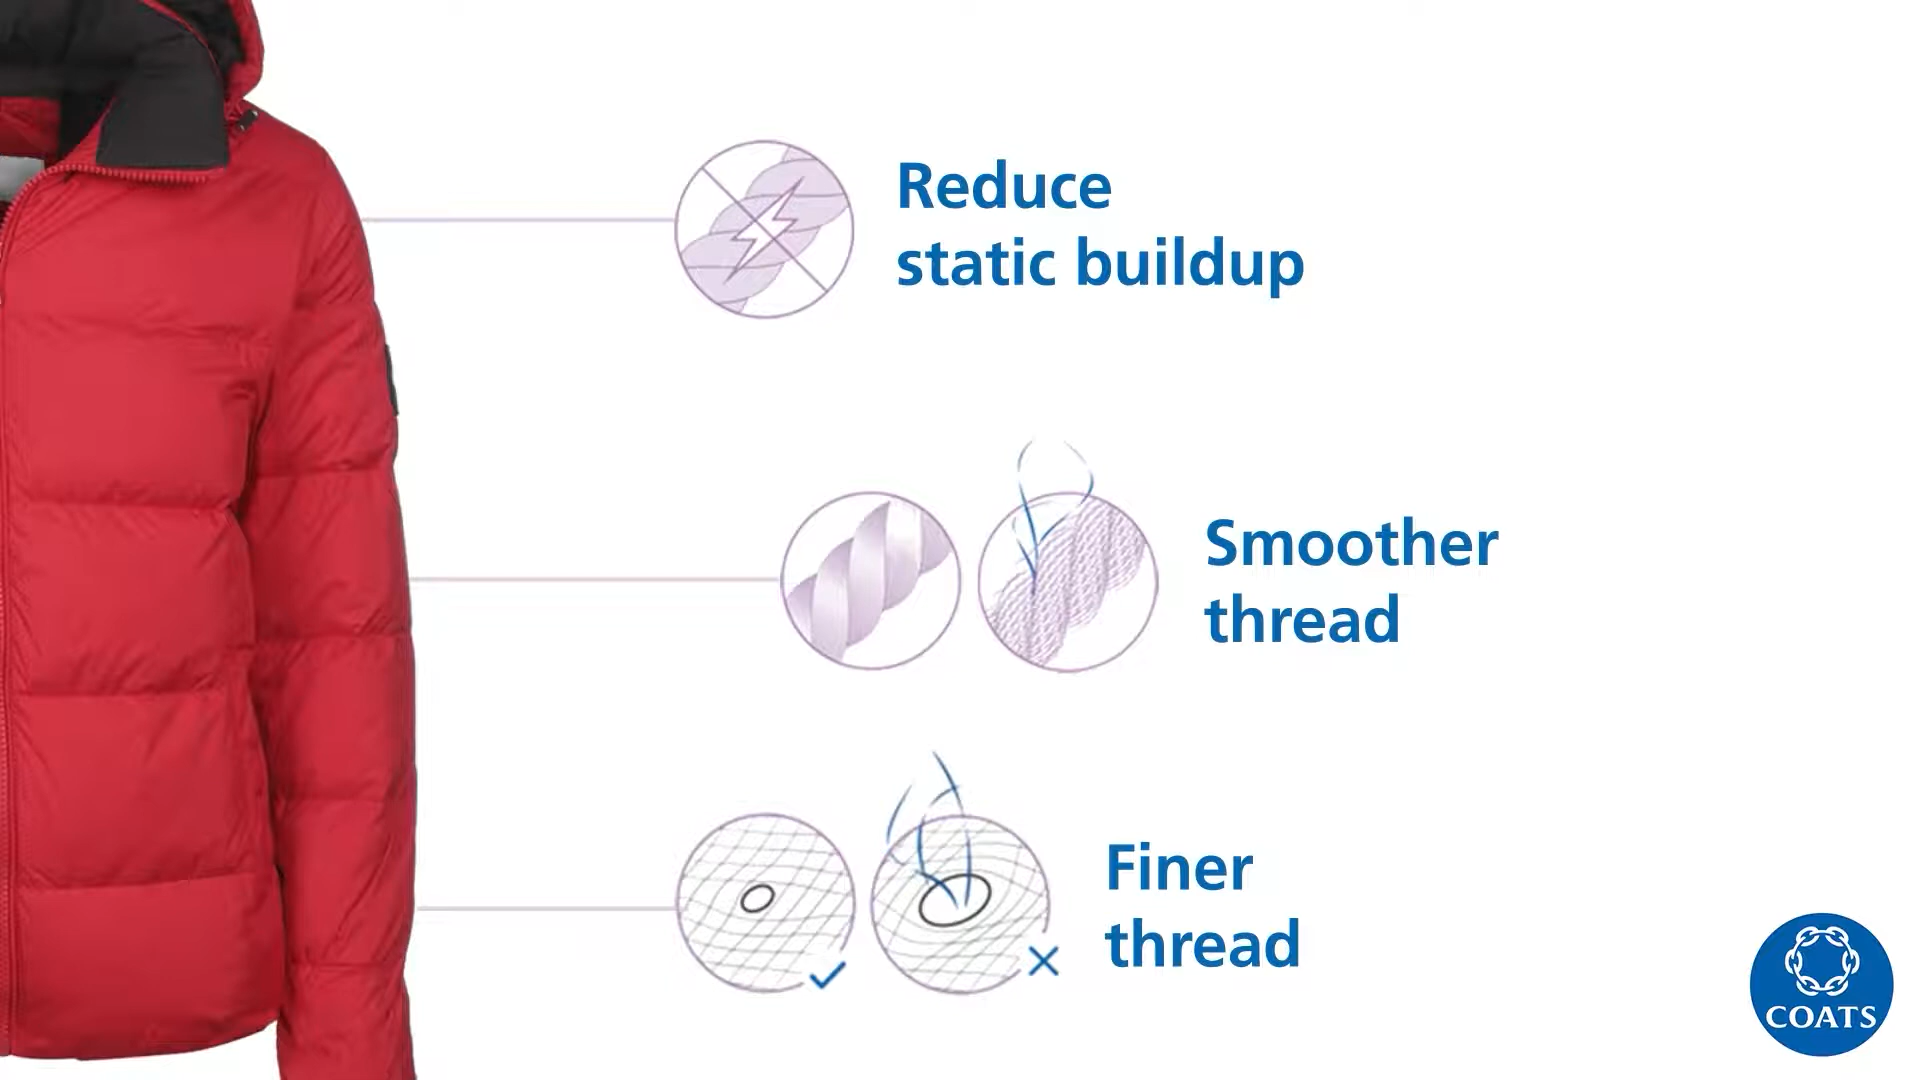 Reduce
static buildup
Smoother
thread
Finer
thread
COATS